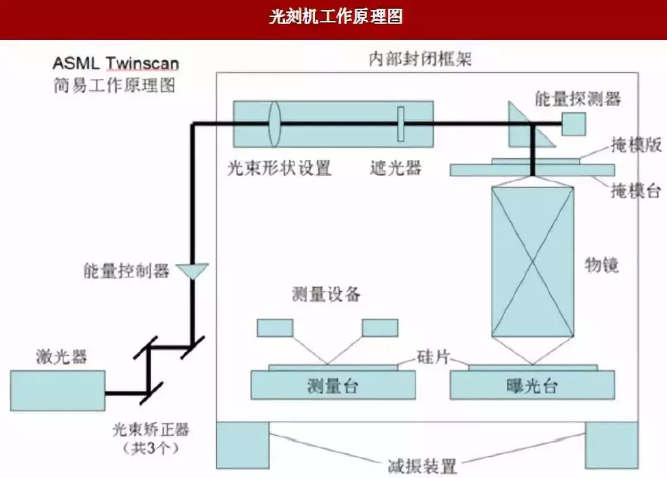 光刻机工作原理图
ASML Twinscan
简易工作原理图
内部封闭框架
能量探测器
光束形状设置
遮光器
掩模版
掩模台
能量控制器
物镜
测量设备
激光器
硅片
测量台
曝光台
光束矫正器
（共3个）
减振装置